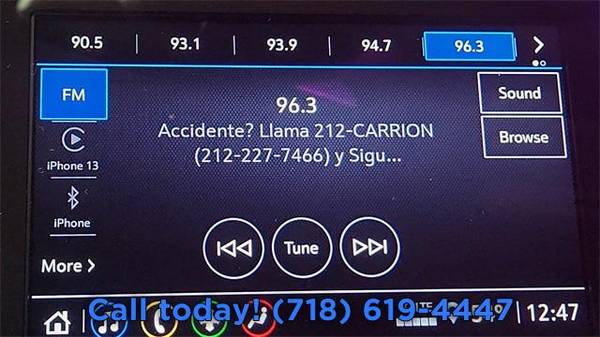 90.5 93.1 93.9 94.7 96.3
FM
96.3
Accidente? Llama 212-CARRION
(212-227-7466) y Sigu...
Sound
Browse
iPhone 13
iPhone
Tune
More
Call today! (718) 619-4447
LTE
12:47